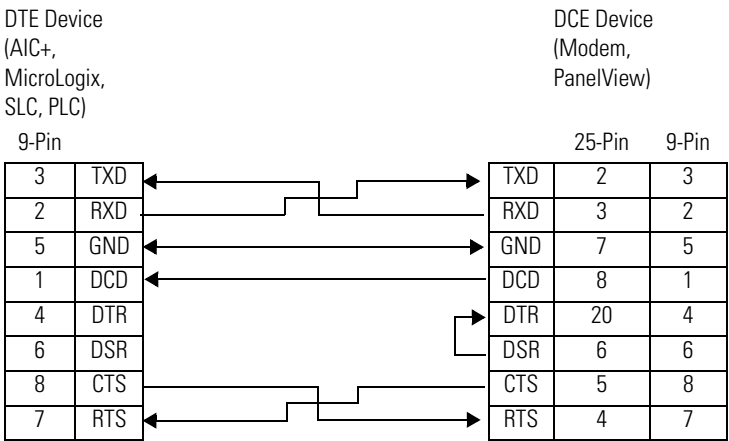 DTE Device
(AIC+,
MicroLogix,
SLC, PLC)
DCE Device
(Modem,
PanelView)
9-Pin
25-Pin 9-Pin
3 TXD TXD 2 3
2 RXD RXD 3 2
5 GND GND 7 5
1 DCD DCD 8 1
4 DTR DTR 20 4
6 DSR DSR 6 6
8 CTS CTS 5 8
7 RTS RTS 4 7